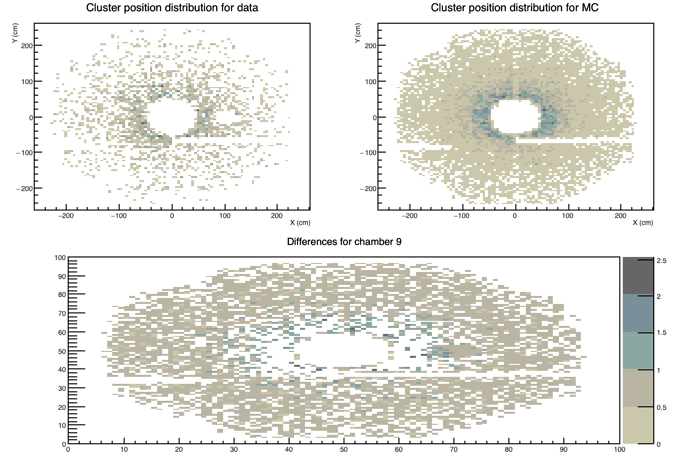 Cluster position distribution for data
Y (cm)
200
100
0
−100
−200
−200 −100 0 100 200
X (cm)
Cluster position distribution for MC
Y (cm)
200
100
0
−100
−200
−200 −100 0 100 200
X (cm)
Differences for chamber 9
100
90
80
70
60
50
40
30
20
10
0
0 10 20 30 40 50 60 70 80 90 100
2.5
2
1.5
1
0.5
0